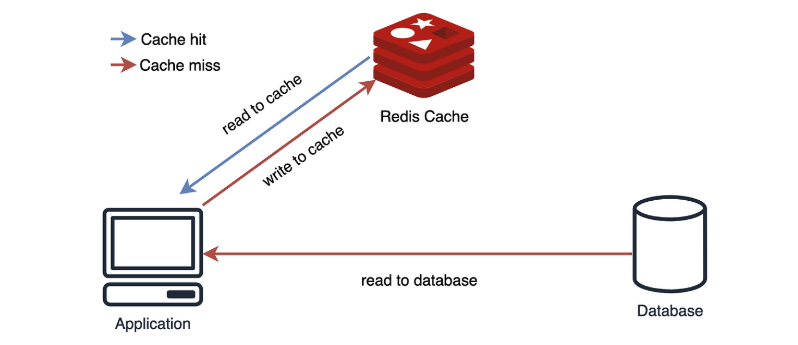 Cache hit
Cache miss
read to cache
write to cache
Redis Cache
read to database
Application
Database